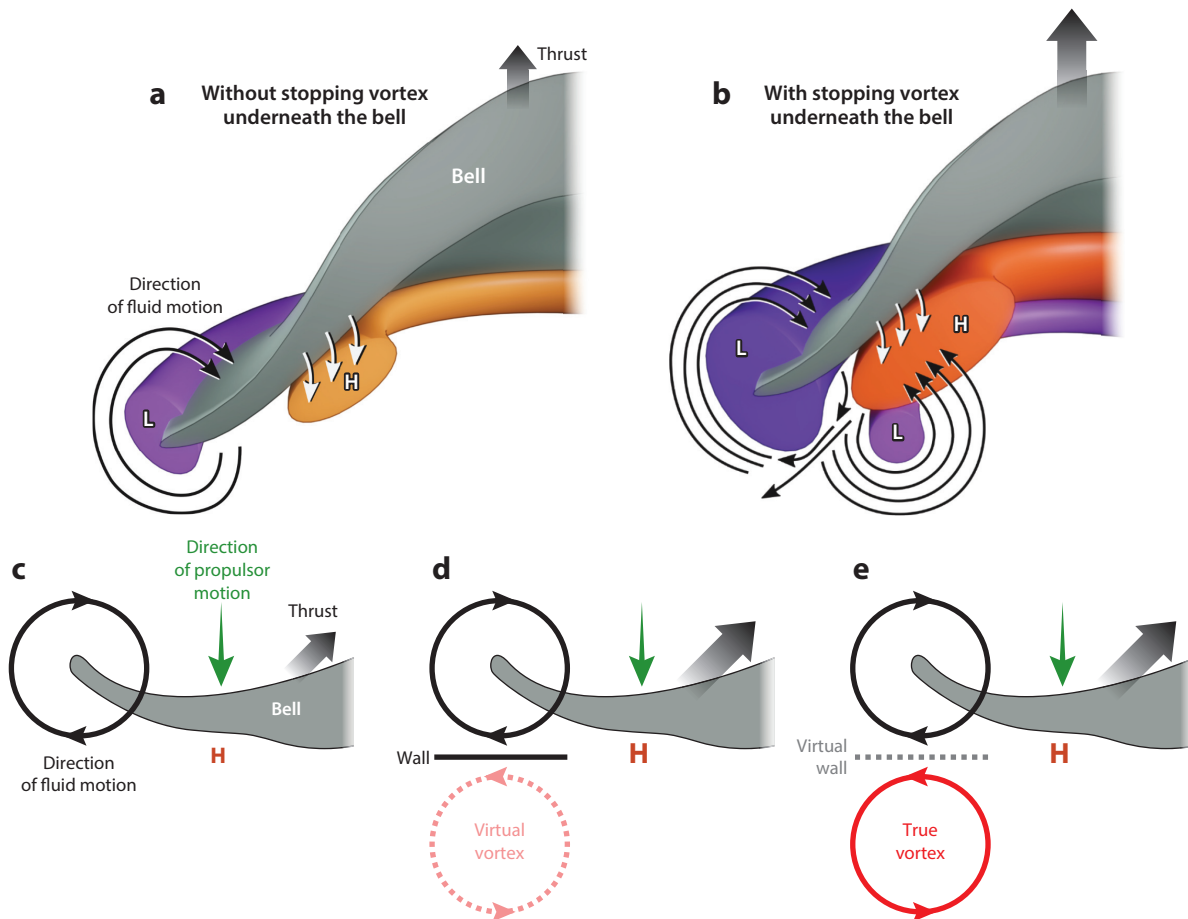 a
Without stopping vortex
underneath the bell
Thrust
Bell
Direction
of fluid motion
L
H
b
With stopping vortex
underneath the bell
L
H
L
c
Direction
of propulsor
motion
Thrust
Bell
H
Direction
of fluid motion
d
Wall
H
Virtual
vortex
e
Virtual
wall
H
True
vortex